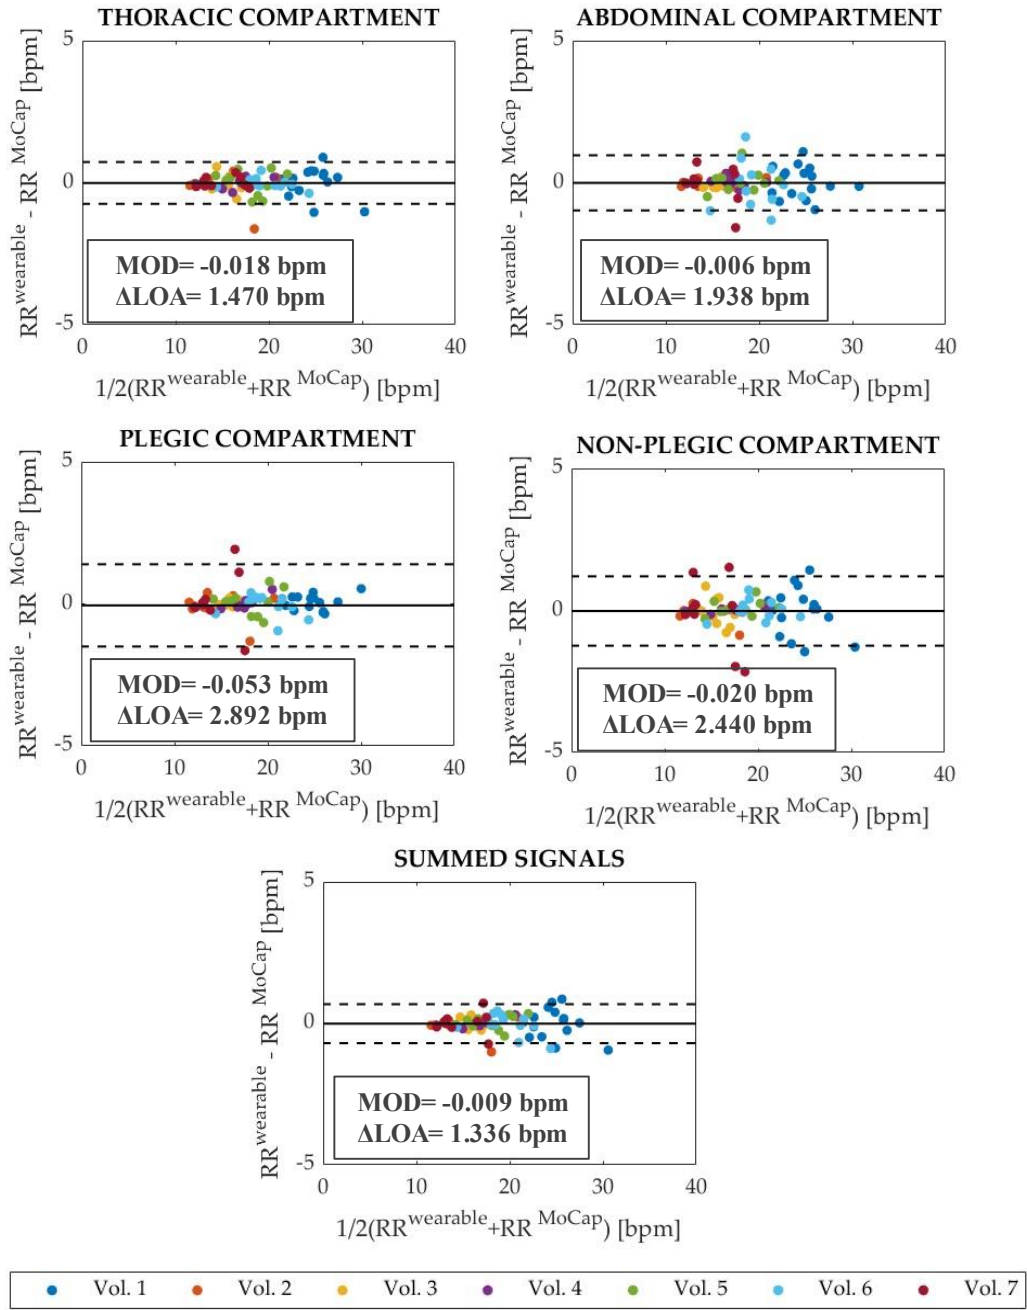 THORACIC COMPARTMENT
5
0
-5
RR^wearable - RR^MoCap [bpm]
MOD= -0.018 bpm
ΔLOA= 1.470 bpm
0 10 20 30 40
1/2(RR^wearable+RR^MoCap) [bpm]
ABDOMINAL COMPARTMENT
5
0
-5
RR^wearable - RR^MoCap [bpm]
MOD= -0.006 bpm
ΔLOA= 1.938 bpm
0 10 20 30 40
1/2(RR^wearable+RR^MoCap) [bpm]
PLEGIC COMPARTMENT
5
0
-5
RR^wearable - RR^MoCap [bpm]
MOD= -0.053 bpm
ΔLOA= 2.892 bpm
0 10 20 30 40
1/2(RR^wearable+RR^MoCap) [bpm]
NON-PLEGIC COMPARTMENT
5
0
-5
RR^wearable - RR^MoCap [bpm]
MOD= -0.020 bpm
ΔLOA= 2.440 bpm
0 10 20 30 40
1/2(RR^wearable+RR^MoCap) [bpm]
SUMMED SIGNALS
5
0
-5
RR^wearable - RR^MoCap [bpm]
MOD= -0.009 bpm
ΔLOA= 1.336 bpm
0 10 20 30 40
1/2(RR^wearable+RR^MoCap) [bpm]
Vol. 1 Vol. 2 Vol. 3 Vol. 4 Vol. 5 Vol. 6 Vol. 7